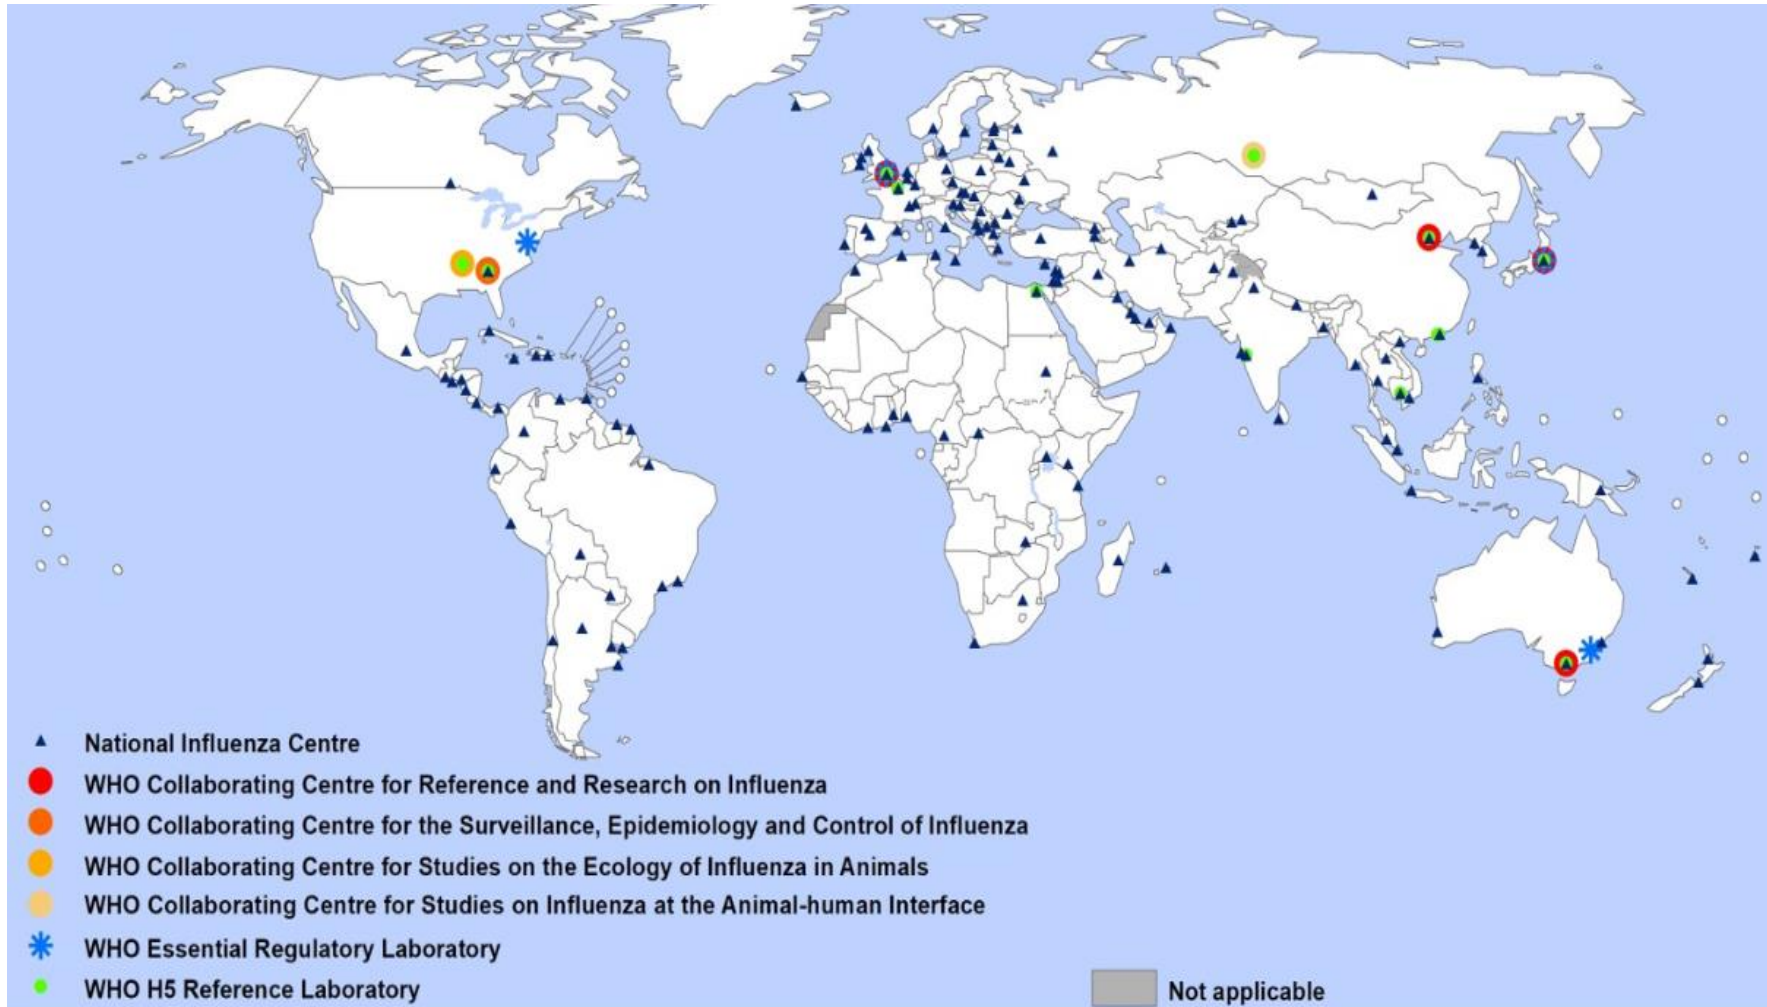 National Influenza Centre
WHO Collaborating Centre for Reference and Research on Influenza
WHO Collaborating Centre for the Surveillance, Epidemiology and Control of Influenza
WHO Collaborating Centre for Studies on the Ecology of Influenza in Animals
WHO Collaborating Centre for Studies on Influenza at the Animal-human Interface
WHO Essential Regulatory Laboratory
WHO H5 Reference Laboratory
Not applicable